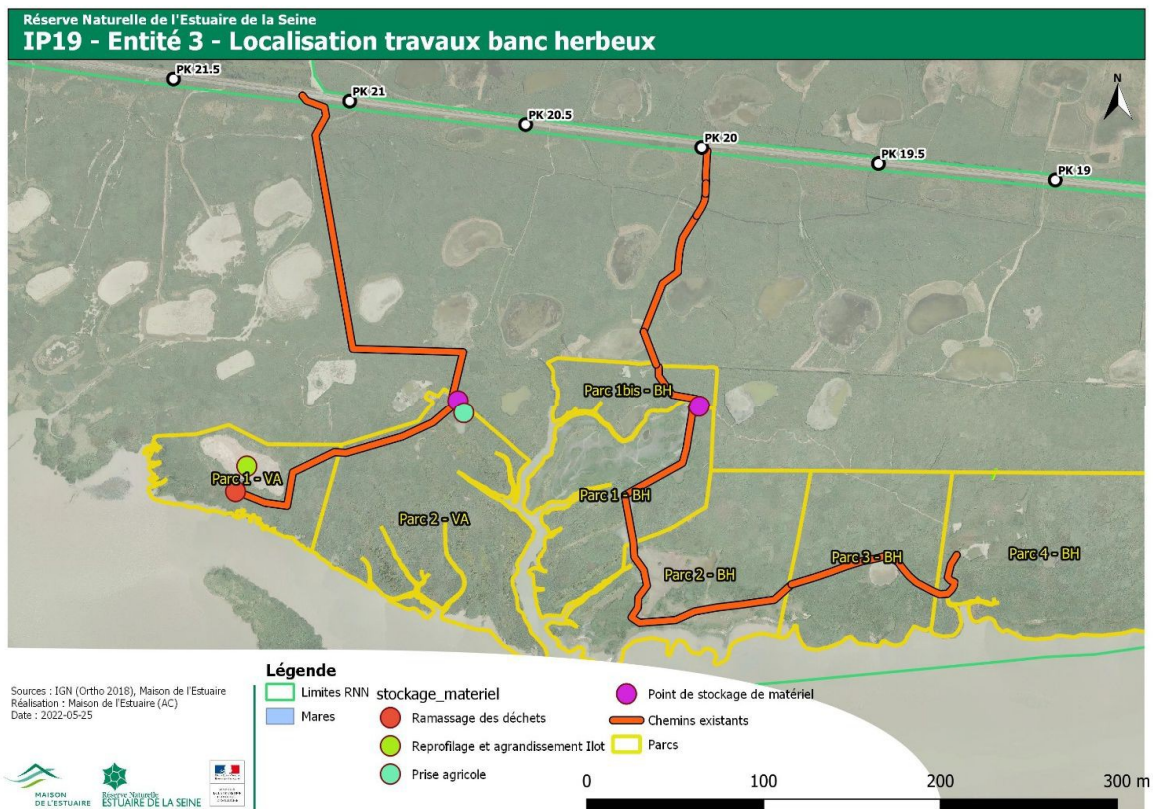 Réserve Naturelle de l'Estuaire de la Seine
IP19 - Entité 3 - Localisation travaux banc herbeux
PK 21.5
PK 21
PK 20.5
PK 20
PK 19.5
PK 19
N
Parc 1bis - BH
Parc 1 - VA
Parc 2 - VA
Parc 1 - BH
Parc 2 - BH
Parc 3 - BH
Parc 4 - BH
Sources : IGN (Ortho 2018), Maison de l'Estuaire
Réalisation : Maison de l'Estuaire (AC)
Date : 2022-05-25
MAISON
DE L'ESTUAIRE
Réserve Naturelle
ESTUAIRE DE LA SEINE
Légende
Limites RNN
Mares
stockage_materiel
Ramassage des déchets
Reprofilage et agrandissement Ilot
Prise agricole
Point de stockage de matériel
Chemins existants
Parcs
0 100 200 300 m